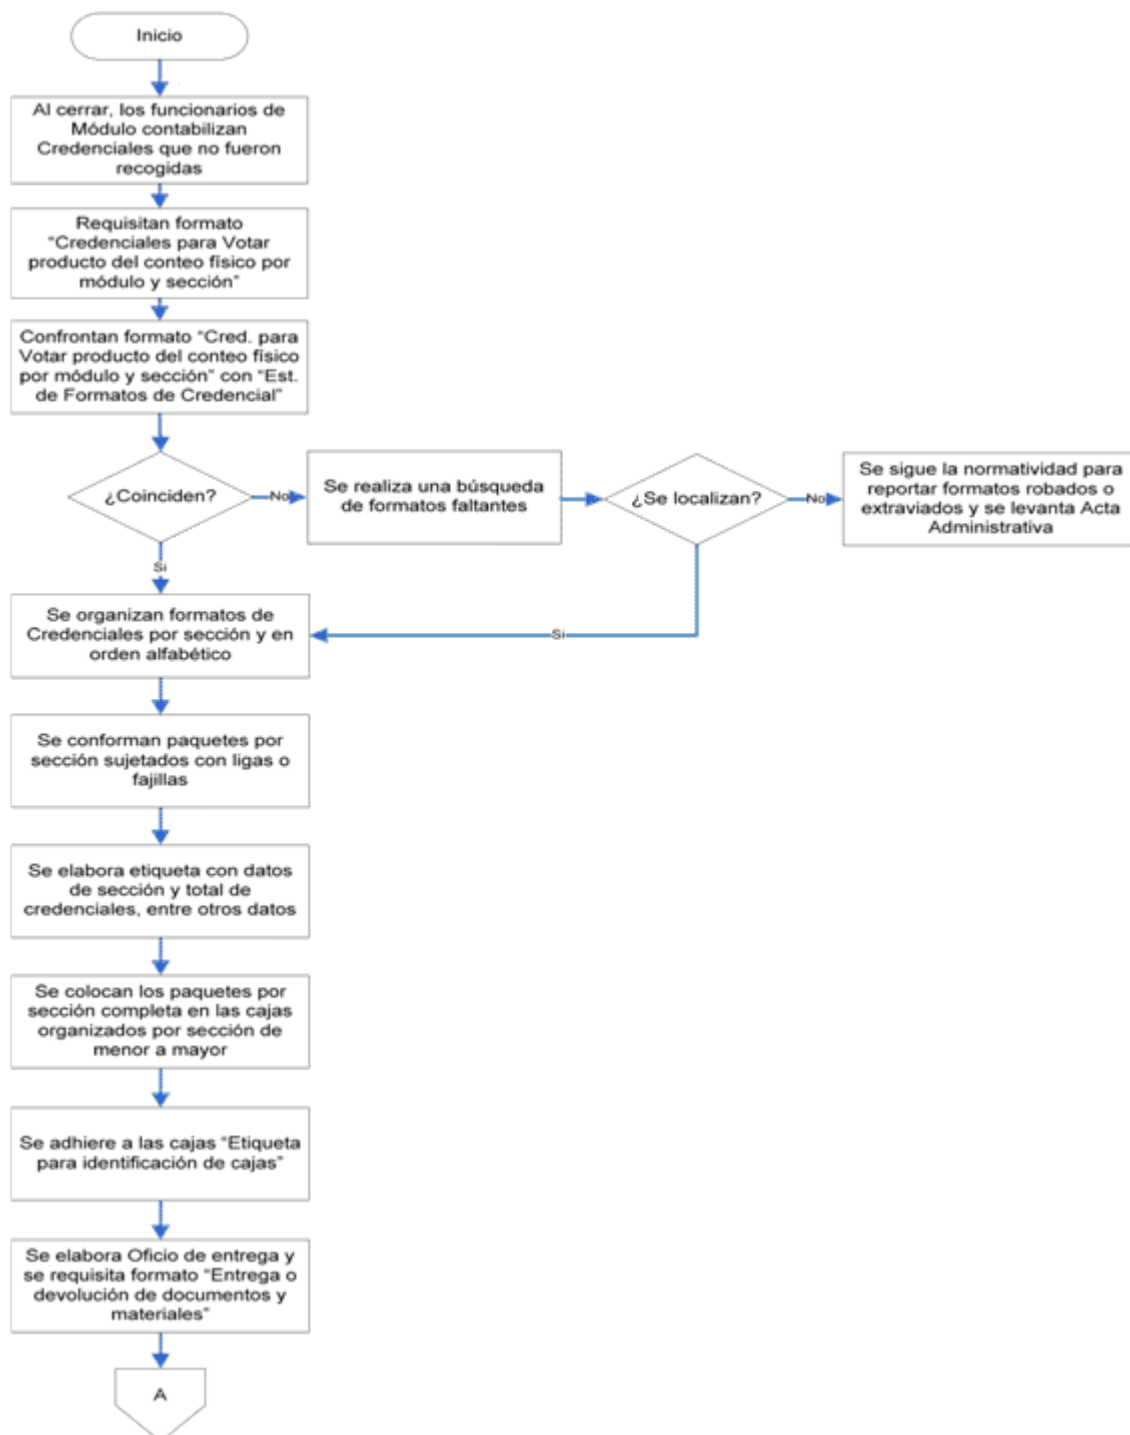 Inicio
Al cerrar, los funcionarios de
Módulo contabilizan
Credenciales que no fueron
recogidas
Requisitan formato
“Credenciales para Votar
producto del conteo físico por
módulo y sección”
Confrontan formato “Cred. para
Votar producto del conteo físico
por módulo y sección” con “Est.
de Formatos de Credencial”
¿Coinciden?
No
Se realiza una búsqueda
de formatos faltantes
¿Se localizan?
No
Se sigue la normatividad para
reportar formatos robados o
extraviados y se levanta Acta
Administrativa
Si
Si
Se organizan formatos de
Credenciales por sección y en
orden alfabético
Se conforman paquetes por
sección sujetados con ligas o
fajillas
Se elabora etiqueta con datos
de sección y total de
credenciales, entre otros datos
Se colocan los paquetes por
sección completa en las cajas
organizados por sección de
menor a mayor
Se adhiere a las cajas “Etiqueta
para identificación de cajas”
Se elabora Oficio de entrega y
se requisita formato “Entrega o
devolución de documentos y
materiales”
A